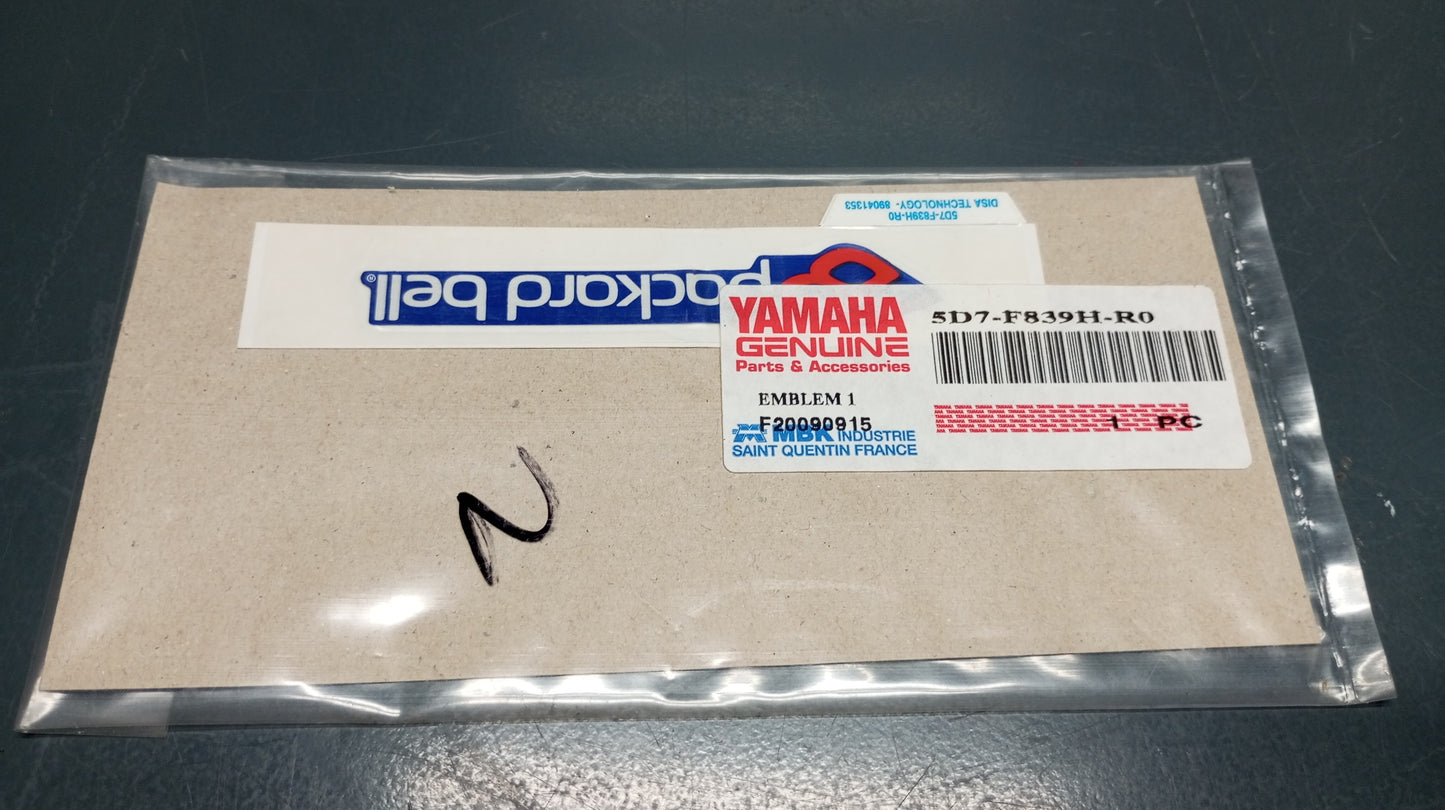 5D7-F839H-R0
DISA TECHNOLOGY- 89041353
packard bell®
YAMAHA
GENUINE
Parts & Accessories
5D7-F839H-R0
EMBLEM 1
F20090915
MBK INDUSTRIE
SAINT QUENTIN FRANCE
1 PC
N